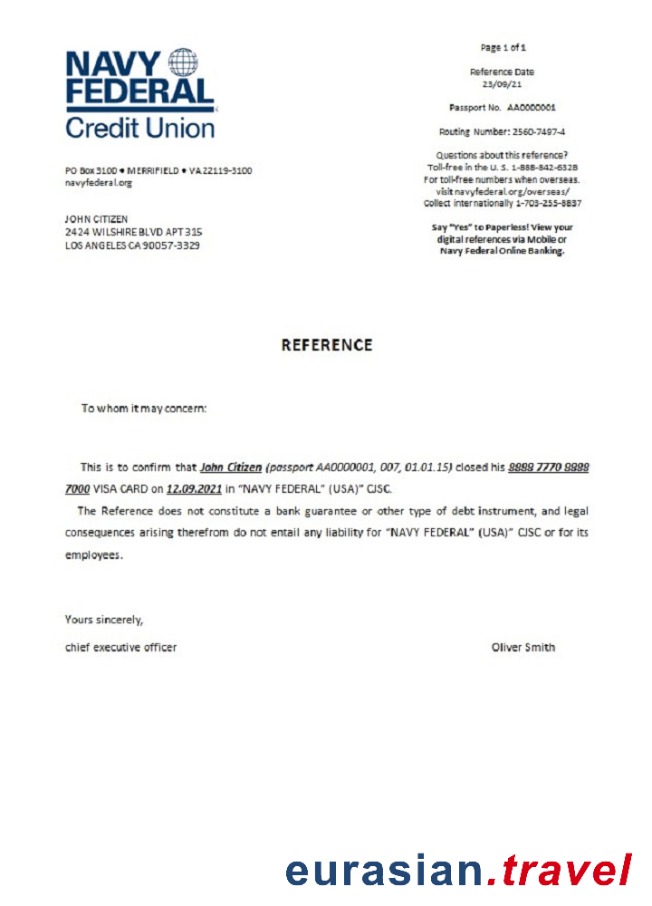 NAVY
FEDERAL
Credit Union
PO Box 3100 • MERRIFIELD • VA 22119-3100
navyfederal.org
JOHN CITIZEN
2424 WILSHIRE BLVD APT 315
LOS ANGELES CA 90057-3329
Page 1 of 1
Reference Date
23/09/21
Passport No. AA0000001
Routing Number: 2560-7497-4
Questions about this reference?
Toll-free in the U. S. 1-888-842-6328
For toll-free numbers when overseas.
visit navyfederal.org/overseas/
Collect internationally 1-703-255-8837
Say "Yes" to Paperless! View your
digital references via Mobile or
Navy Federal Online Banking.
REFERENCE
To whom it may concern:
This is to confirm that John Citizen (passport AA0000001, 007, 01.01.15) closed his 8888 7770 8888
7000 VISA CARD on 12.09.2021 in "NAVY FEDERAL" (USA)" CJSC.
The Reference does not constitute a bank guarantee or other type of debt instrument, and legal
consequences arising therefrom do not entail any liability for "NAVY FEDERAL" (USA)" CJSC or for its
employees.
Yours sincerely,
chief executive officer Oliver Smith
eurasian.travel